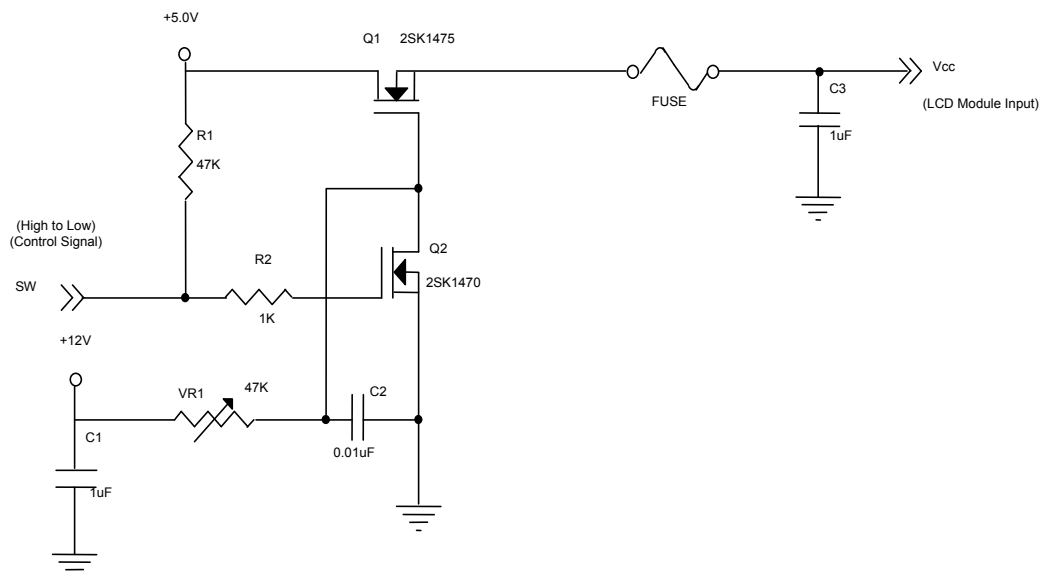 +5.0V
Q1 2SK1475
Vcc
(LCD Module Input)
C3
1uF
FUSE
R1
47K
(High to Low)
(Control Signal)
SW
R2
1K
Q2
2SK1470
+12V
VR1
47K
C2
0.01uF
C1
1uF